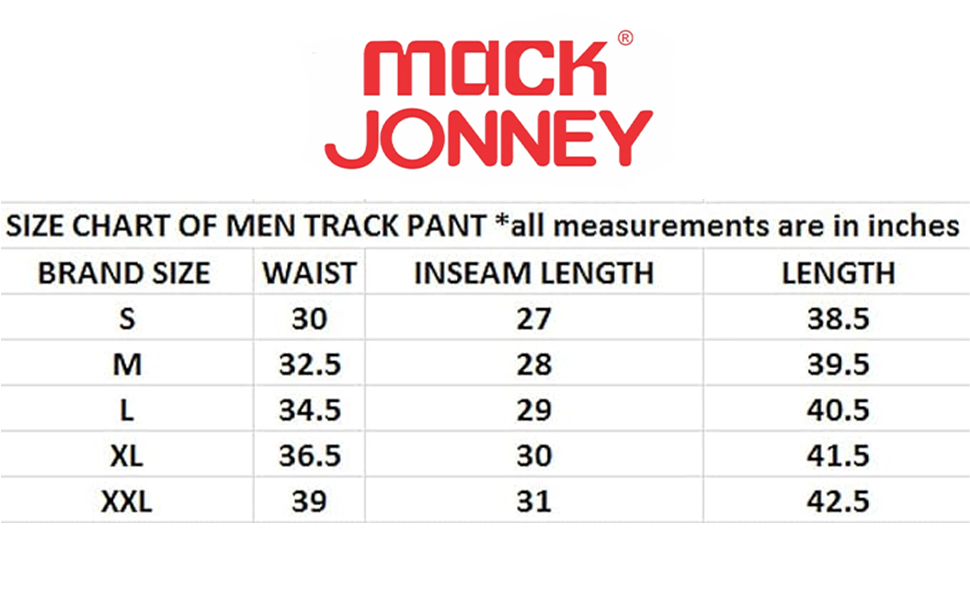 mack ®
JONNEY
SIZE CHART OF MEN TRACK PANT *all measurements are in inches
BRAND SIZE WAIST INSEAM LENGTH LENGTH
S 30 27 38.5
M 32.5 28 39.5
L 34.5 29 40.5
XL 36.5 30 41.5
XXL 39 31 42.5